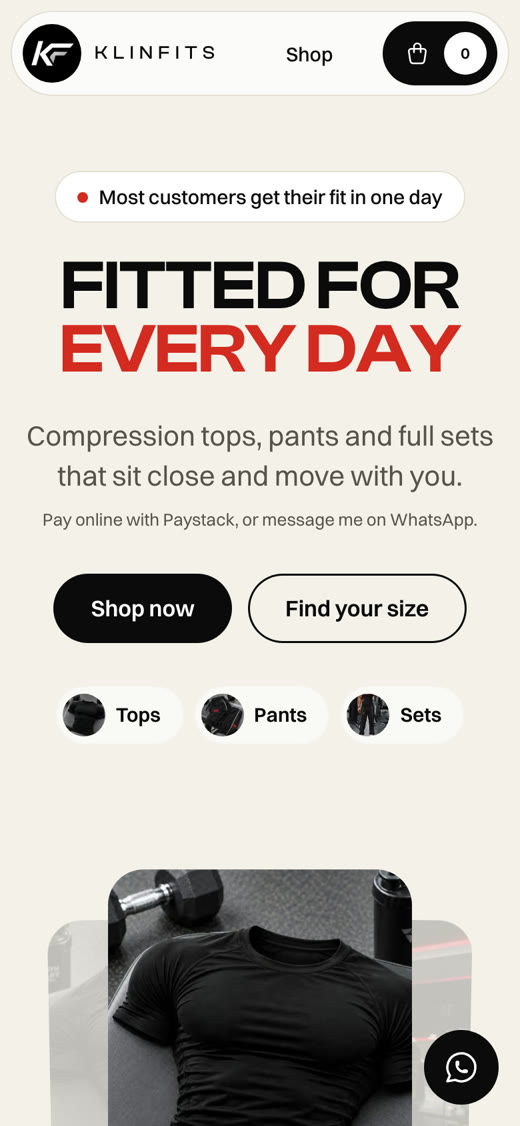 KF KLINFITS Shop 0
Most customers get their fit in one day
FITTED FOR
EVERY DAY
Compression tops, pants and full sets
that sit close and move with you.
Pay online with Paystack, or message me on WhatsApp.
Shop now Find your size
Tops Pants Sets